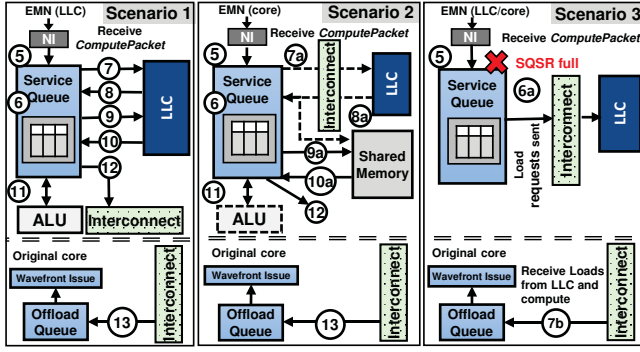 EMN (LLC)
Scenario 1
NI
Receive ComputePacket
5
Service
Queue
6
7
8
9
10
LLC
12
11
ALU
Interconnect
Original core
Wavefront Issue
Offload
Queue
13
Interconnect
EMN (core)
Scenario 2
NI
Receive ComputePacket
5
7a
Service
Queue
6
Interconnect
LLC
8a
9a
10a
Shared
Memory
11
12
ALU
Original core
Wavefront Issue
Offload
Queue
13
Interconnect
EMN (LLC/core)
Scenario 3
NI
Receive ComputePacket
5
SQSR full
Service
Queue
6a
Load
requests sent
Interconnect
LLC
Original core
Wavefront Issue
Receive Loads
from LLC and
compute
Offload
Queue
7b
Interconnect